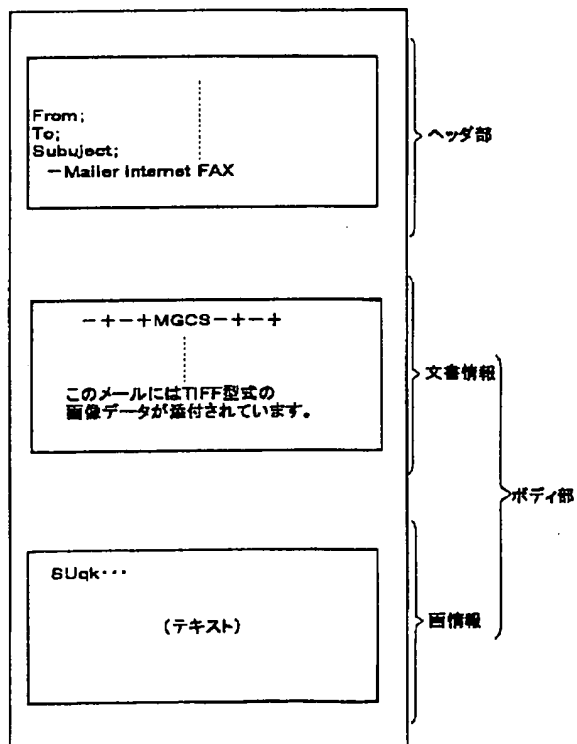 From;
To;
Subuject;
－Mailer Internet FAX
ヘッダ部
－＋－＋MGCS－＋－＋
このメールにはTIFF型式の
画像データが添付されています。
文書情報
ボディ部
SUqk・・・
(テキスト)
画情報